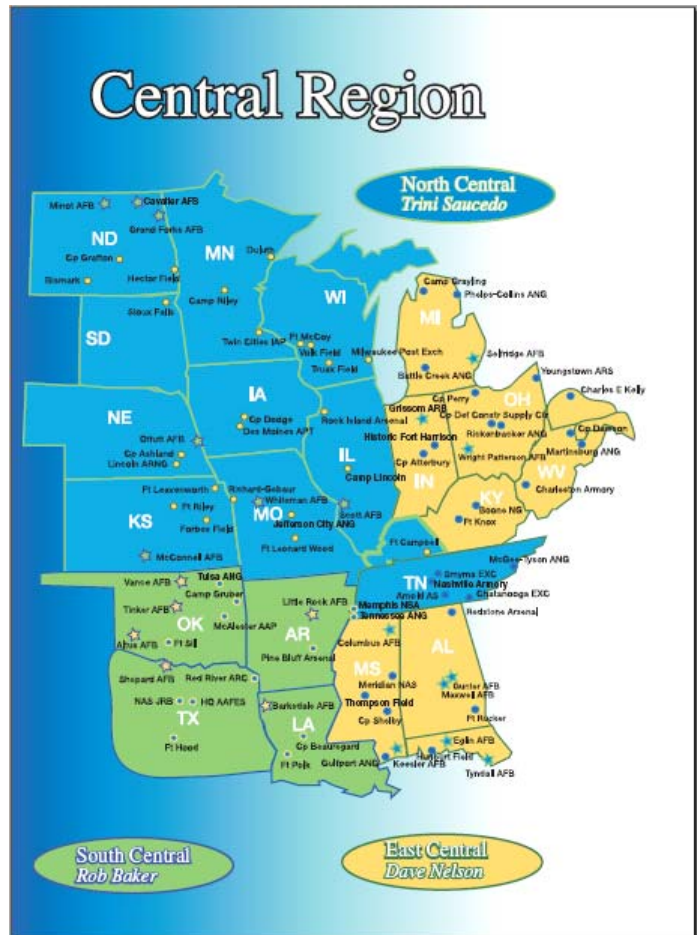 Central Region
North Central
Trini Saucedo
Minot AFB
Cavalier AFS
Grand Forks AFB
ND
Cp Grafton
Bismark
Hector Field
MN
Duluth
Camp Riley
WI
Sioux Falls
SD
Twin Cities IAP
Ft McCoy
Volk Field
Truax Field
Milwaukee Post Exch
Camp Grayling
Phelps-Collins ANG
MI
Selfridge AFB
Battle Creek ANG
Youngstown ARS
Charles E Kelly
NE
IA
Cp Dodge
Des Moines APT
Rock Island Arsenal
Grissom ARB
Cp Perry
OH
Cp Def Constr Supply Ctr
Rickenbacker ANG
Historic Fort Harrison
Wright Patterson AFB
Cp Dawson
Martinsburg ANG
Offutt AFB
Cp Ashland
Lincoln ARNG
IL
Camp Lincoln
Cp Atterbury
IN
WV
Charleston Armory
Ft Leavenworth
Richard-Gebaur
Whiteman AFB
Scott AFB
KY
Boone NG
Ft Knox
KS
Ft Riley
Forbes Field
MO
Jefferson City ANG
Ft Leonard Wood
McConnell AFB
Ft Campbell
McGee-Tyson ANG
TN
Smyrna EXC
Nashville Armory
Arnold AS
Chatanooga EXC
Vance AFB
Tulsa ANG
Camp Gruber
Tinker AFB
OK
McAlester AAP
Altus AFB
Ft Sill
Little Rock AFB
AR
Pine Bluff Arsenal
Memphis NSA
Tennessee ANG
Redstone Arsenal
Columbus AFB
AL
MS
Shepard AFB
Red River ARC
NAS JRB
HQ AAFES
TX
Ft Hood
Barksdale AFB
LA
Cp Beauregard
Ft Polk
Meridian NAS
Thompson Field
Cp Shelby
Gunter AFB
Maxwell AFB
Ft Rucker
Gulfport ANG
Keesler AFB
Hurlburt Field
Eglin AFB
Tyndall AFB
South Central
Rob Baker
East Central
Dave Nelson